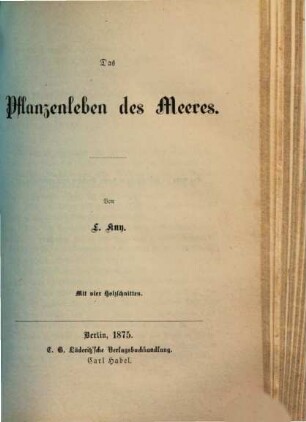 Das
Pflanzenleben des Meeres.
Von
L. Kny.
Mit vier Holzschnitten.
Berlin, 1875.
C. G. Lüderitz'sche Verlagsbuchhandlung.
Carl Habel.